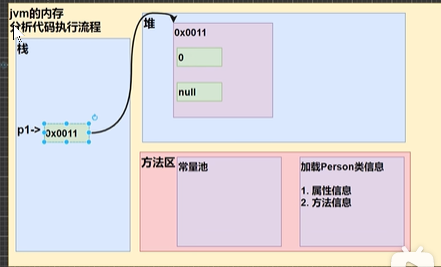 jvm的内存
分析代码执行流程
栈
堆
0x0011
0
null
p1->
0x0011
方法区
常量池
加载Person类信息
1. 属性信息
2. 方法信息